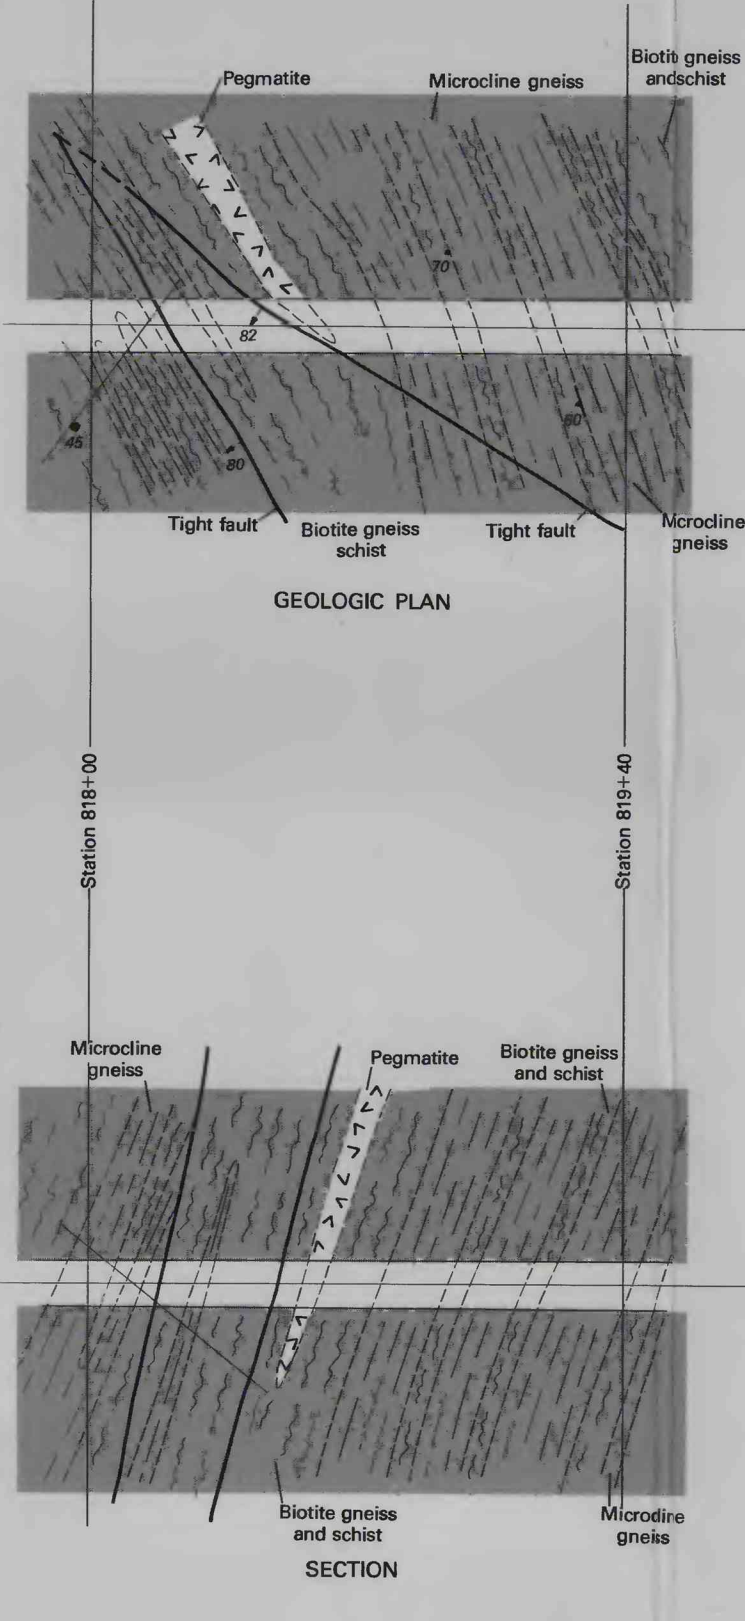 Biotit gneiss
andschist
Pegmatite
Microcline gneiss
70
82
45
80
60
Tight fault
Biotite gneiss
schist
Tight fault
Mcrocline
gneiss
GEOLOGIC PLAN
Station 818+00
Station 819+40
Microcline
gneiss
Pegmatite
Biotite gneiss
and schist
Biotite gneiss
and schist
Microdine
gneiss
SECTION